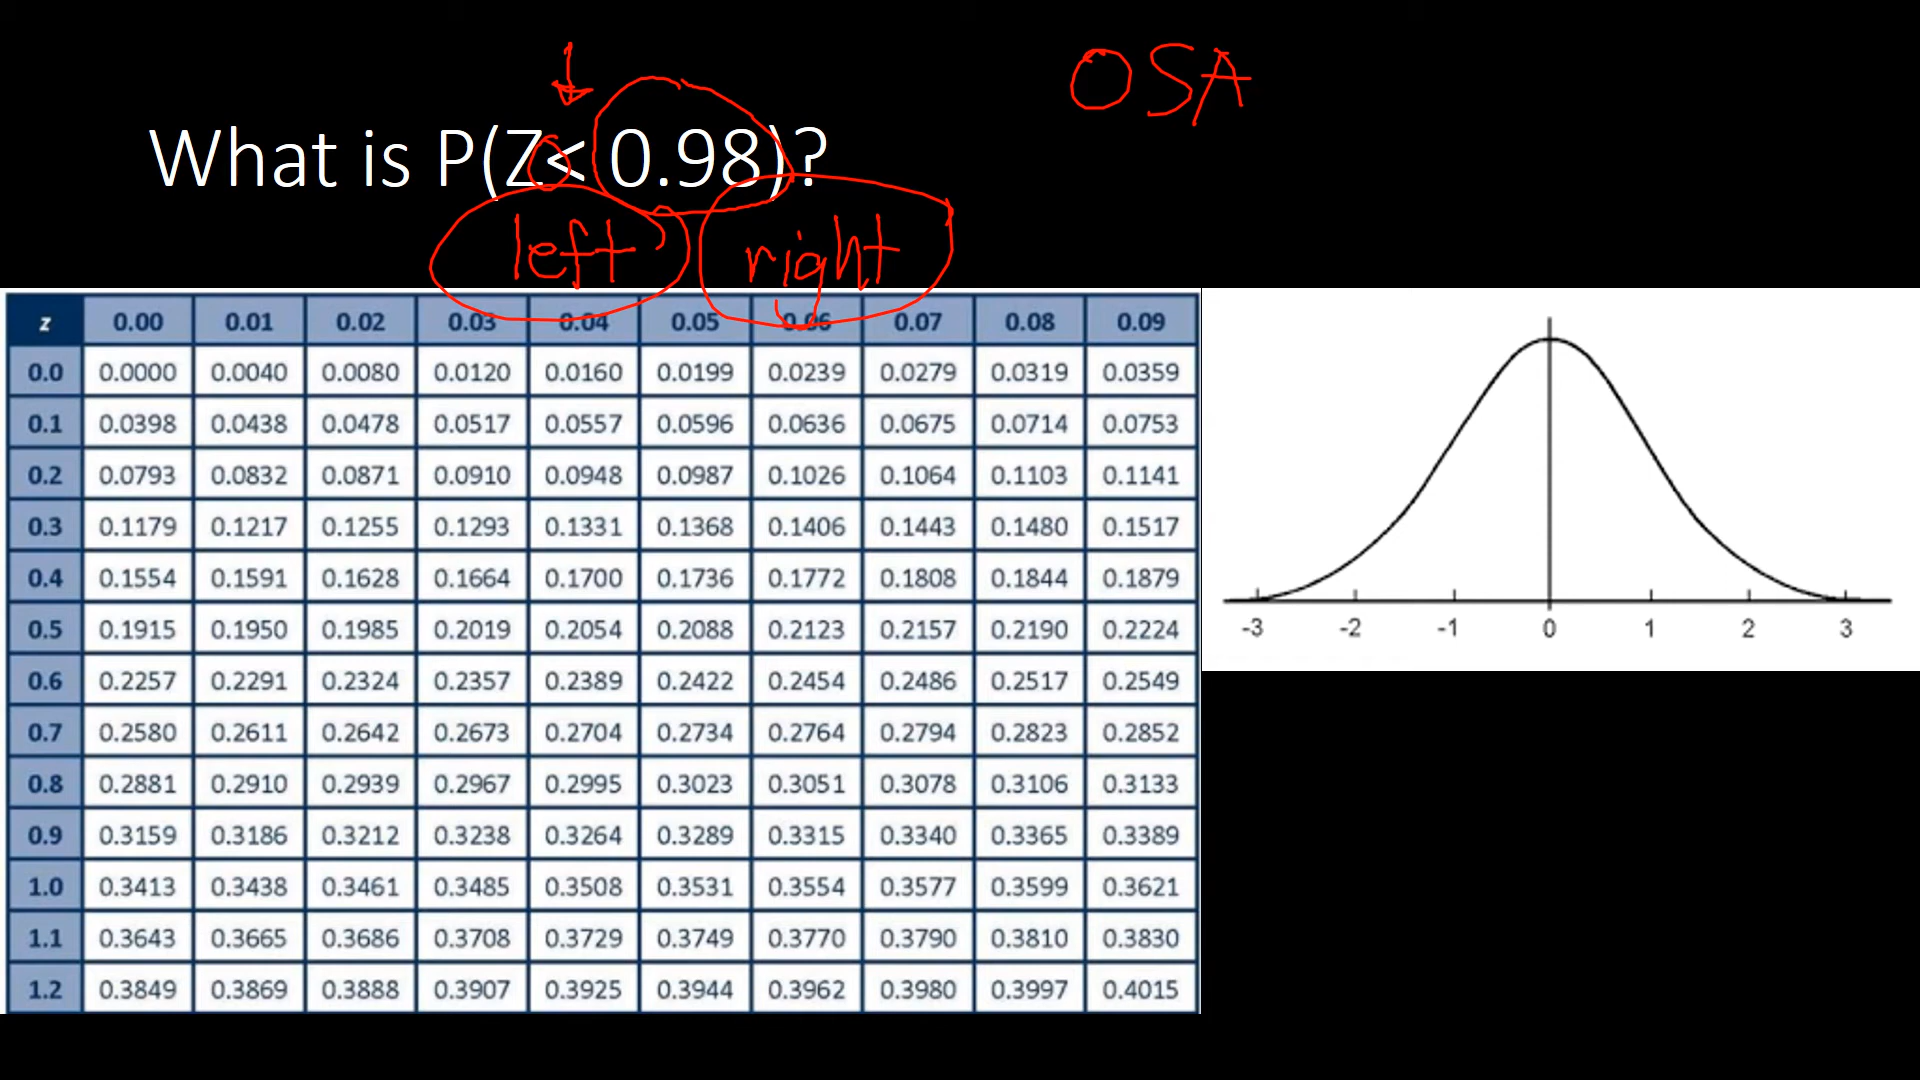 OSA
What is P(Z< 0.98)?
left right
z 0.00 0.01 0.02 0.03 0.04 0.05 0.06 0.07 0.08 0.09
0.0 0.0000 0.0040 0.0080 0.0120 0.0160 0.0199 0.0239 0.0279 0.0319 0.0359
0.1 0.0398 0.0438 0.0478 0.0517 0.0557 0.0596 0.0636 0.0675 0.0714 0.0753
0.2 0.0793 0.0832 0.0871 0.0910 0.0948 0.0987 0.1026 0.1064 0.1103 0.1141
0.3 0.1179 0.1217 0.1255 0.1293 0.1331 0.1368 0.1406 0.1443 0.1480 0.1517
0.4 0.1554 0.1591 0.1628 0.1664 0.1700 0.1736 0.1772 0.1808 0.1844 0.1879
0.5 0.1915 0.1950 0.1985 0.2019 0.2054 0.2088 0.2123 0.2157 0.2190 0.2224
0.6 0.2257 0.2291 0.2324 0.2357 0.2389 0.2422 0.2454 0.2486 0.2517 0.2549
0.7 0.2580 0.2611 0.2642 0.2673 0.2704 0.2734 0.2764 0.2794 0.2823 0.2852
0.8 0.2881 0.2910 0.2939 0.2967 0.2995 0.3023 0.3051 0.3078 0.3106 0.3133
0.9 0.3159 0.3186 0.3212 0.3238 0.3264 0.3289 0.3315 0.3340 0.3365 0.3389
1.0 0.3413 0.3438 0.3461 0.3485 0.3508 0.3531 0.3554 0.3577 0.3599 0.3621
1.1 0.3643 0.3665 0.3686 0.3708 0.3729 0.3749 0.3770 0.3790 0.3810 0.3830
1.2 0.3849 0.3869 0.3888 0.3907 0.3925 0.3944 0.3962 0.3980 0.3997 0.4015
-3 -2 -1 0 1 2 3